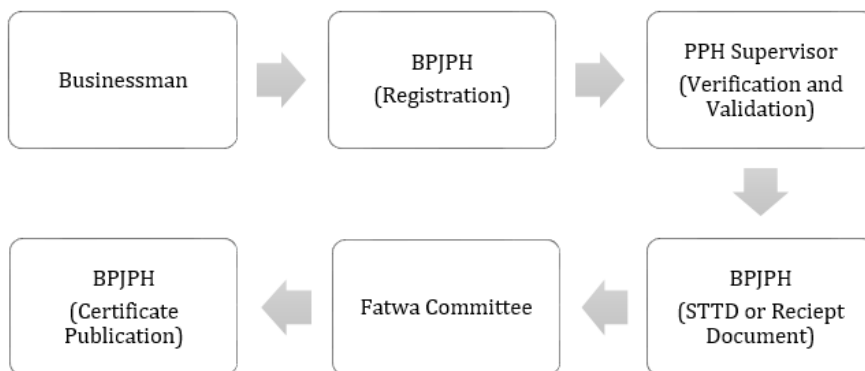 Businessman
BPJPH
(Registration)
PPH Supervisor
(Verification and
Validation)
BPJPH
(STTD or Reciept
Document)
Fatwa Committee
BPJPH
(Certificate
Publication)